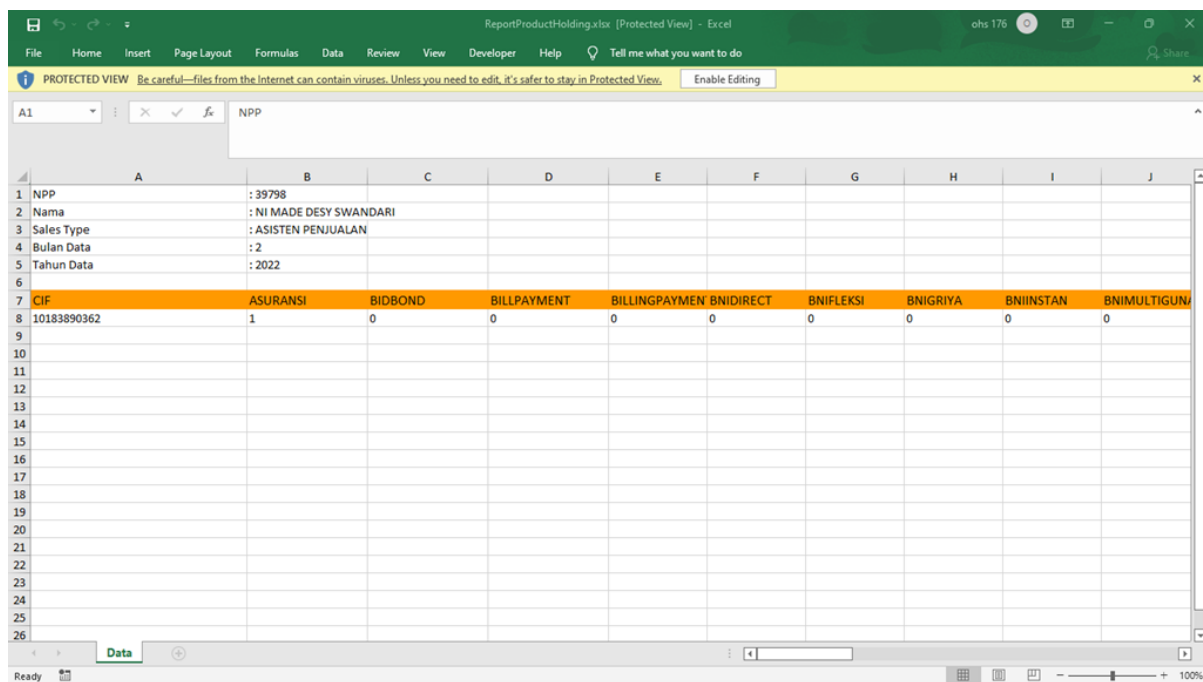 ReportProductHolding.xlsx [Protected View] - Excel
ohs 176
O
File Home Insert Page Layout Formulas Data Review View Developer Help Tell me what you want to do Share
PROTECTED VIEW Be careful—files from the Internet can contain viruses. Unless you need to edit, it's safer to stay in Protected View. Enable Editing
A1 fx NPP
A B C D E F G H I J
1 NPP : 39798
2 Nama : NI MADE DESY SWANDARI
3 Sales Type : ASISTEN PENJUALAN
4 Bulan Data : 2
5 Tahun Data : 2022
6
7 CIF ASURANSI BIDBOND BILLPAYMENT BILLINGPAYMEN BNIDIRECT BNIFLEKSI BNIGRIYA BNIINSTAN BNIMULTIGUNA
8 10183890362 1 0 0 0 0 0 0 0 0
9
10
11
12
13
14
15
16
17
18
19
20
21
22
23
24
25
26
Data
Ready 100%